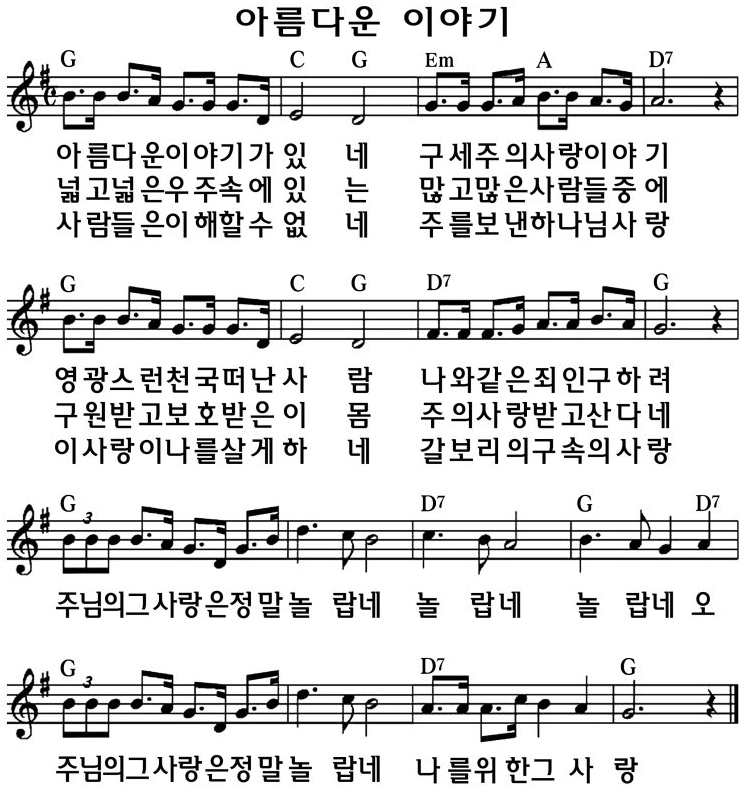 아름다운 이야기
G C G Em A D7
아름다운이야기가있 네 구세주의사랑이야 기
넓고넓은우주속에있 는 많고많은사람들중 에
사람들은이해할수없 네 주를보낸하나님사 랑
G C G D7 G
영광스런천국떠난사 람 나와같은죄인구하 려
구원받고보호받은이 몸 주의사랑받고산다 네
이사랑이나를살게하 네 갈보리의구속의사 랑
G 3 D7 G D7
주님의그사랑은정말놀 랍네 놀 랍네 놀 랍네 오
G 3 D7 G
주님의그사랑은정말놀 랍네 나를위한그 사 랑